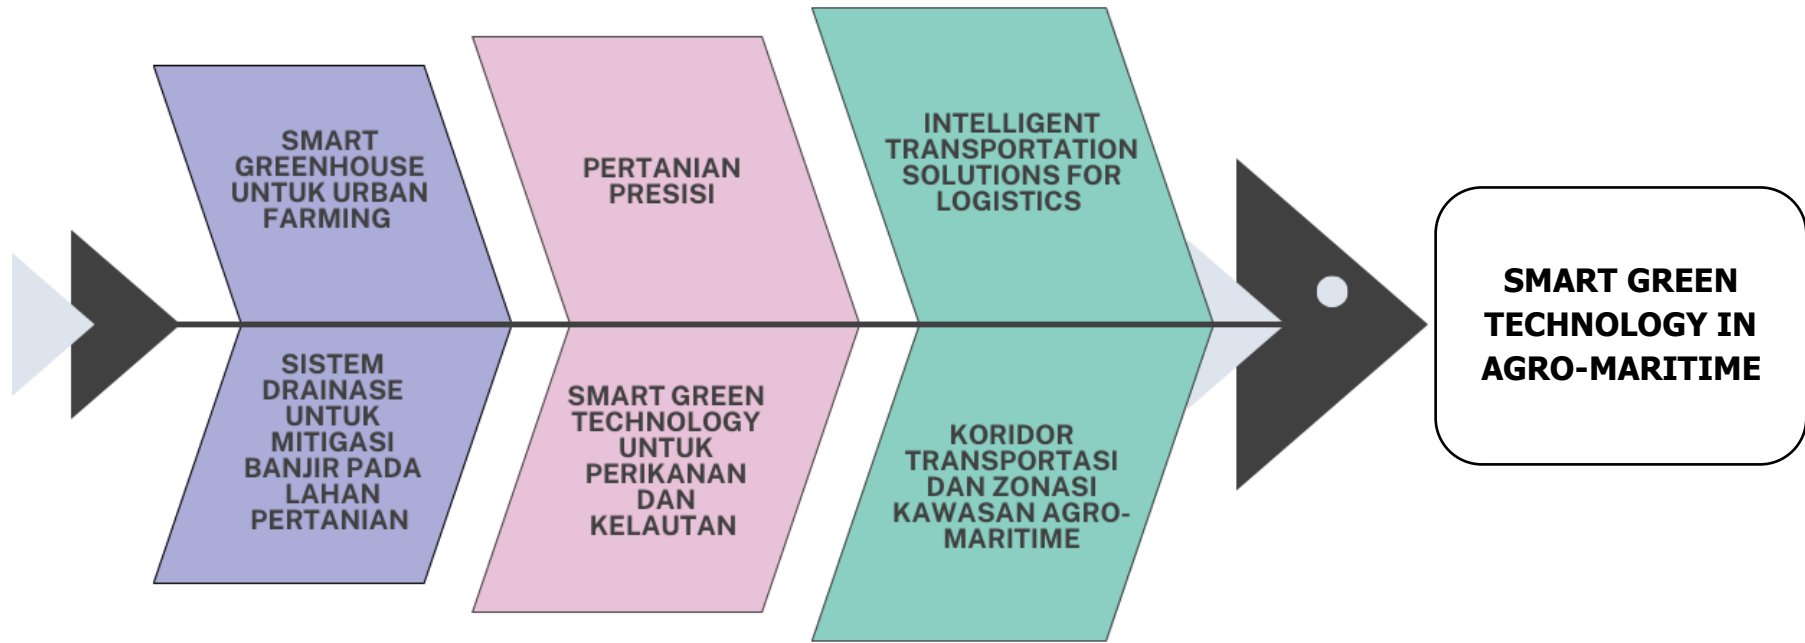 SMART
GREENHOUSE
UNTUK URBAN
FARMING
PERTANIAN
PRESISI
INTELLIGENT
TRANSPORTATION
SOLUTIONS FOR
LOGISTICS
SISTEM
DRAINASE
UNTUK
MITIGASI
BANJIR PADA
LAHAN
PERTANIAN
SMART GREEN
TECHNOLOGY
UNTUK
PERIKANAN
DAN
KELAUTAN
KORIDOR
TRANSPORTASI
DAN ZONASI
KAWASAN AGRO-
MARITIME
SMART GREEN
TECHNOLOGY IN
AGRO-MARITIME